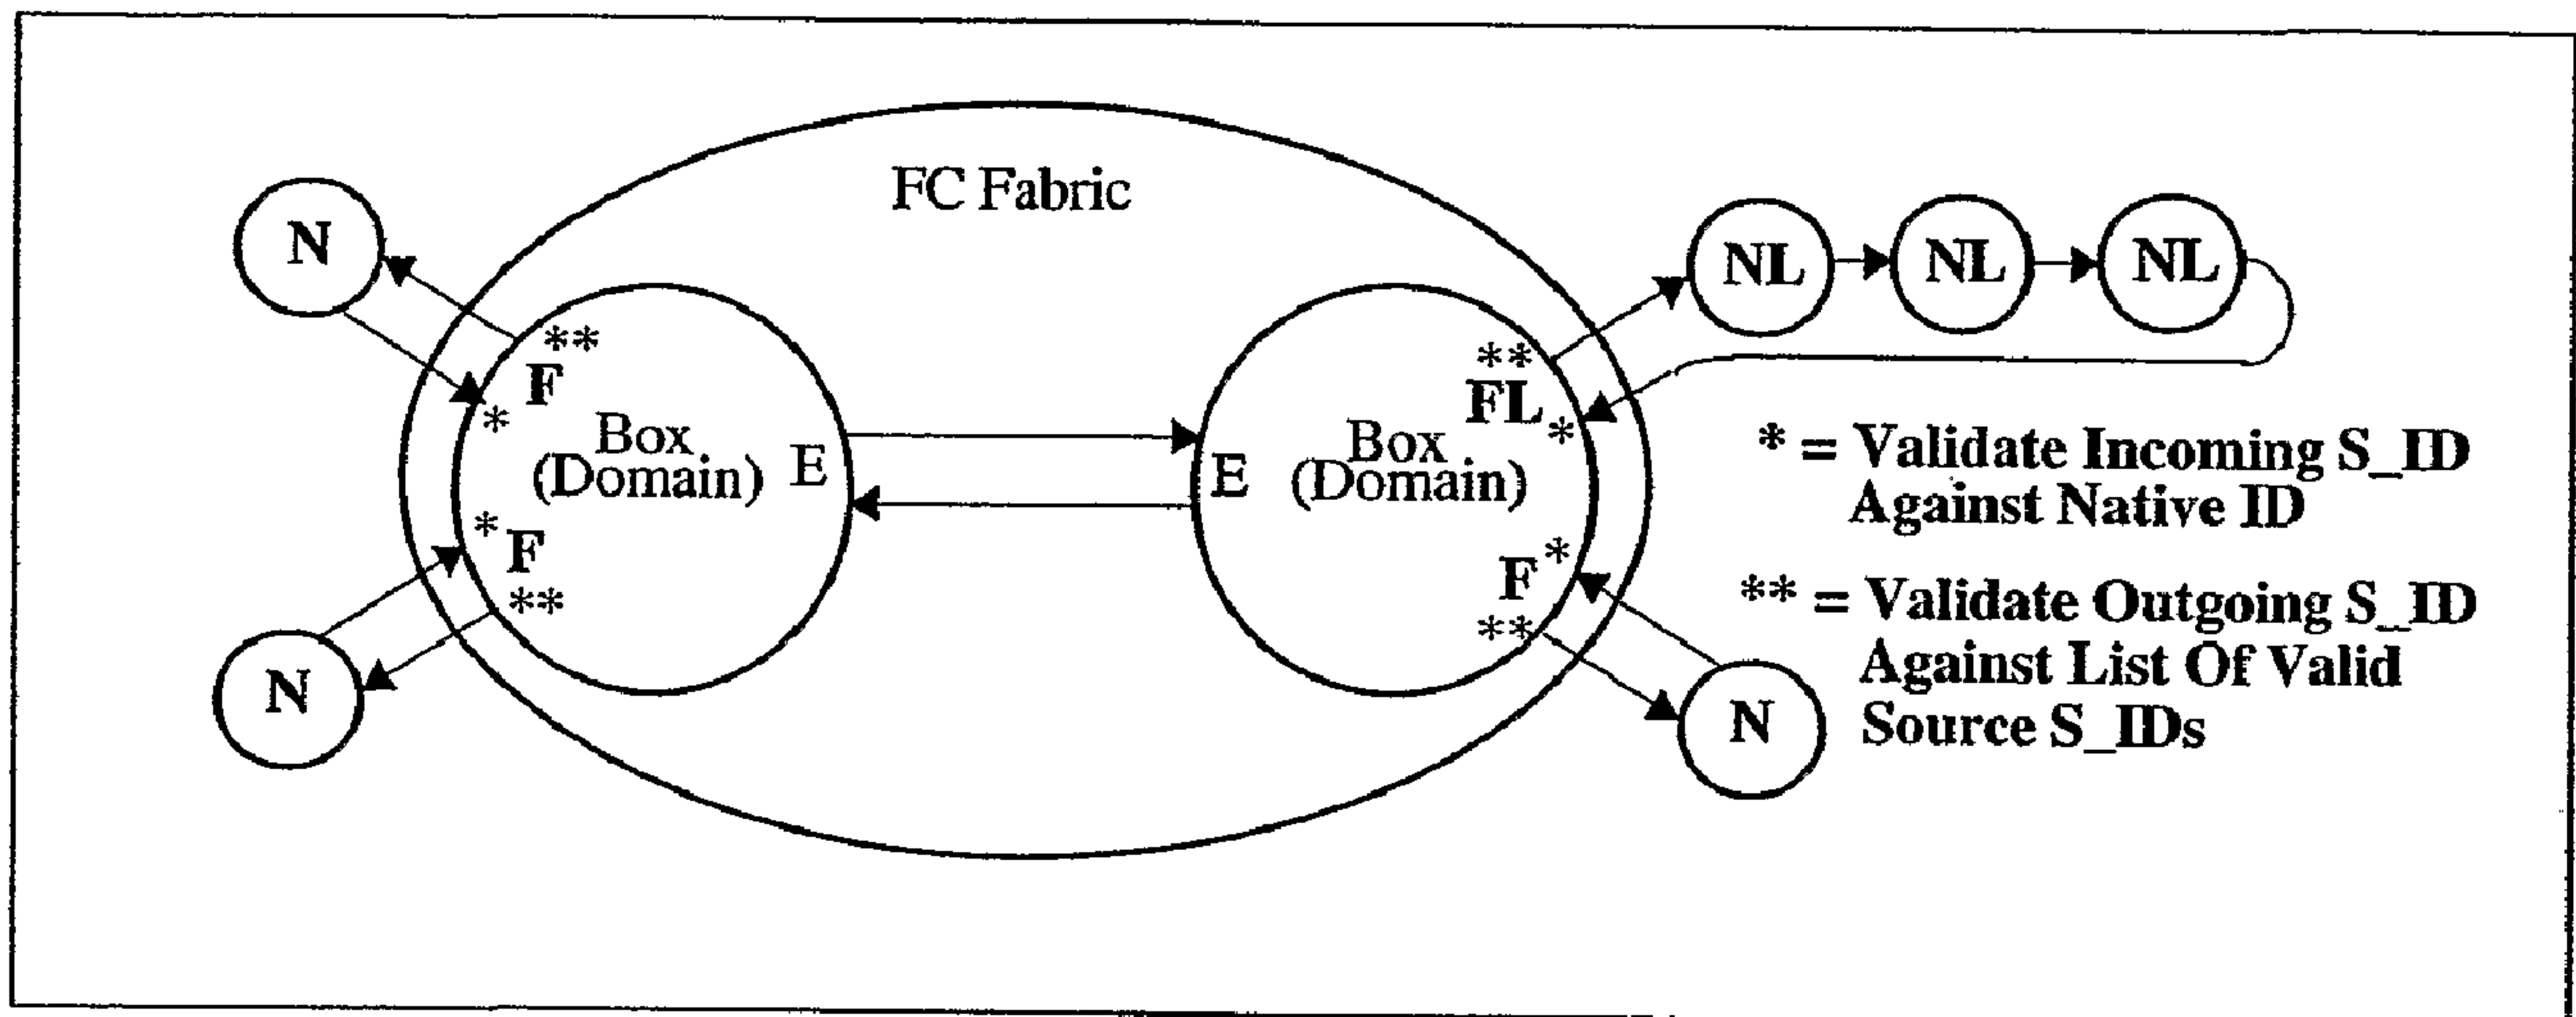 FC Fabric
N
**
F
*
Box
(Domain)
E
*
F
**
N
**
FL
*
Box
(Domain)
E
F
*
**
NL
NL
NL
N
* = Validate Incoming S_ID
Against Native ID
** = Validate Outgoing S_ID
Against List Of Valid
Source S_IDs